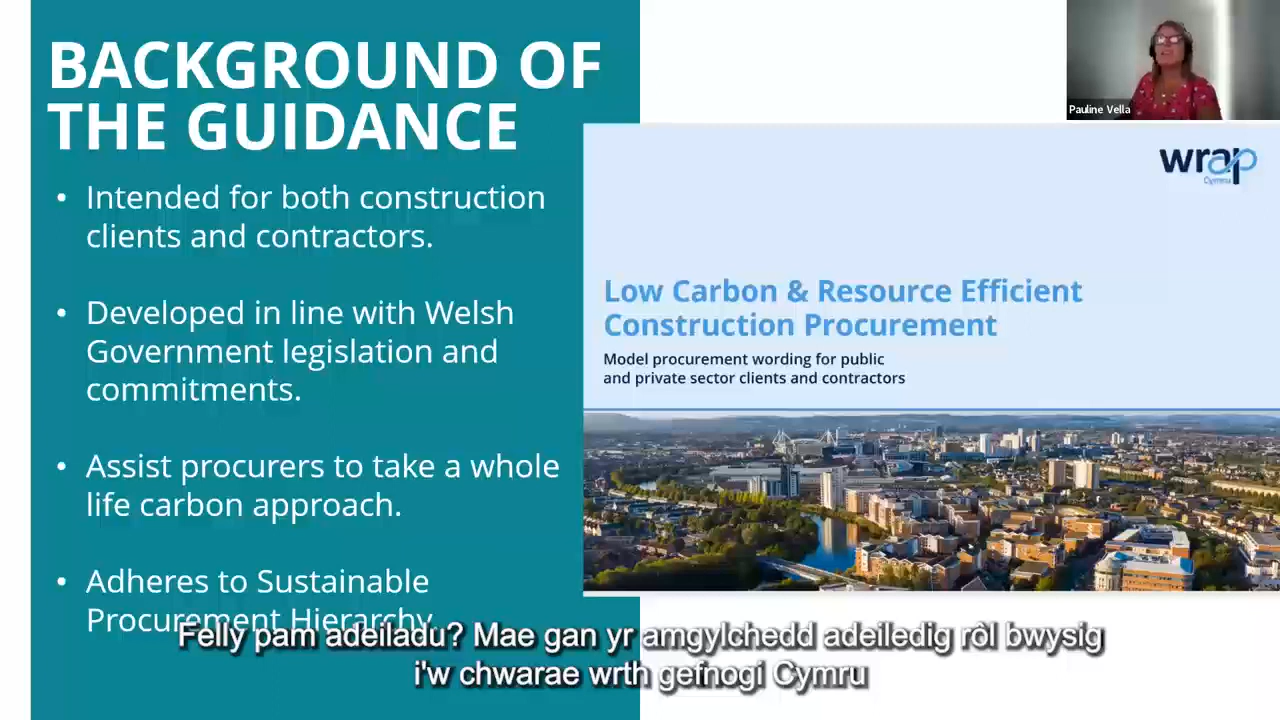 BACKGROUND OF
THE GUIDANCE
• Intended for both construction
clients and contractors.
• Developed in line with Welsh
Government legislation and
commitments.
• Assist procurers to take a whole
life carbon approach.
• Adheres to Sustainable
Procurement Hierarchy.
Pauline Vella
wrap
Cymru
Low Carbon & Resource Efficient
Construction Procurement
Model procurement wording for public
and private sector clients and contractors
Felly pam adeiladu? Mae gan yr amgylchedd adeiledig ròl bwysig
i'w chwarae wrth gefnogi Cymru